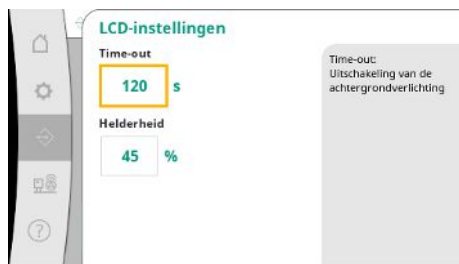 LCD-instellingen
Time-out
120 s
Helderheid
45 %
Time-out:
Uitschakeling van de
achtergrondverlichting
?